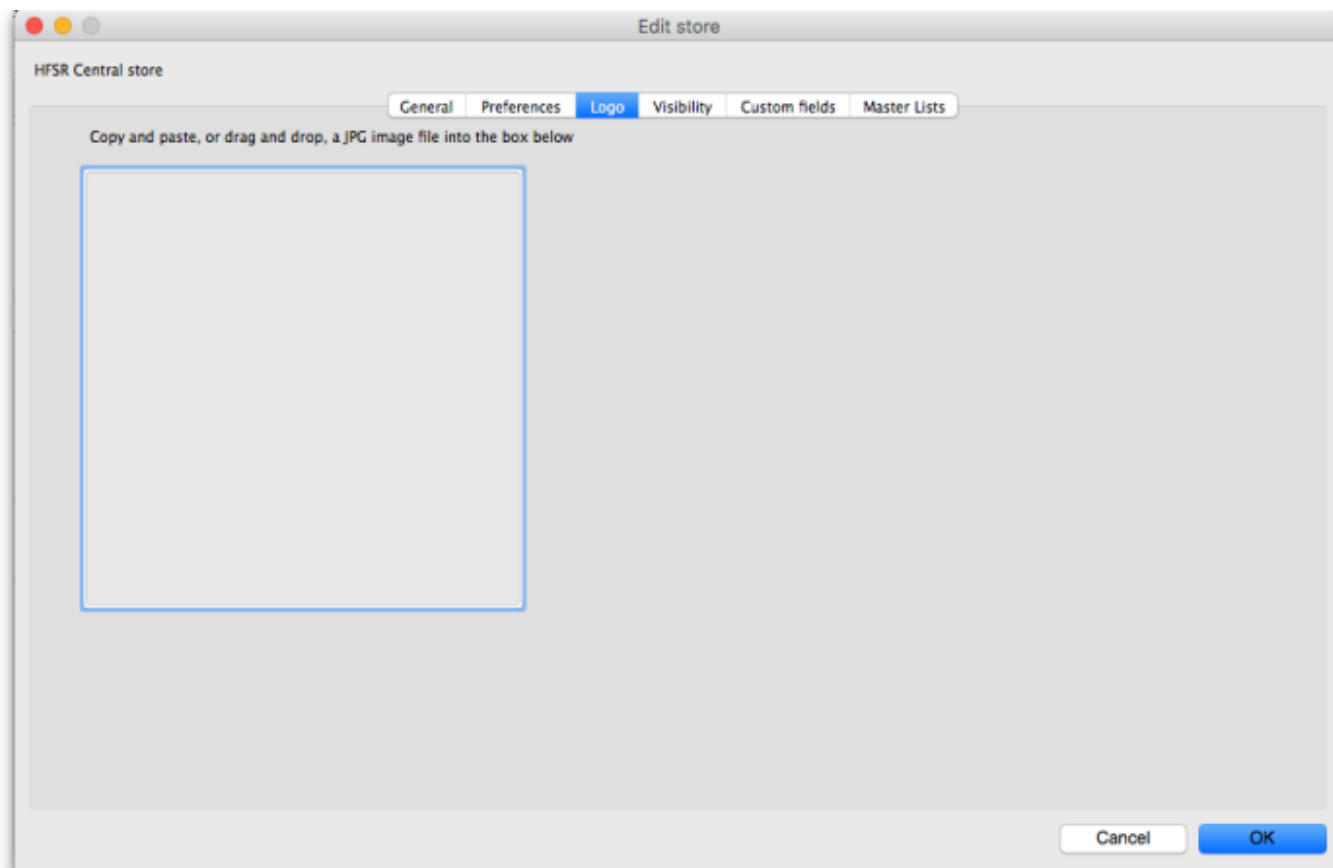 Edit store
HFSR Central store
General Preferences Logo Visibility Custom fields Master Lists
Copy and paste, or drag and drop, a JPG image file into the box below
Cancel OK